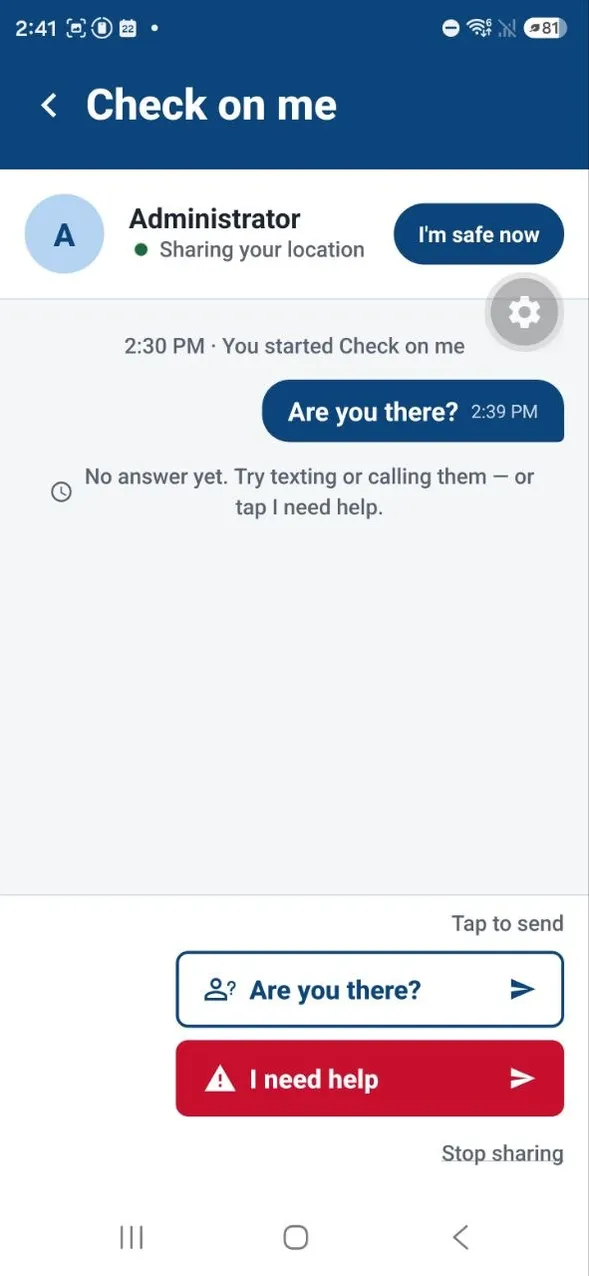 2:41 22 81
Check on me
A
Administrator
Sharing your location
I'm safe now
2:30 PM · You started Check on me
Are you there? 2:39 PM
No answer yet. Try texting or calling them — or
tap I need help.
Tap to send
Are you there?
I need help
Stop sharing